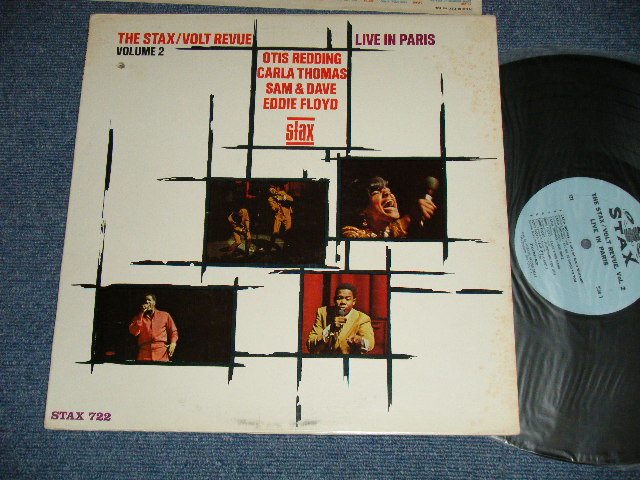 THE STAX/VOLT REVUE
VOLUME 2
LIVE IN PARIS
OTIS REDDING
CARLA THOMAS
SAM & DAVE
EDDIE FLOYD
stax
STAX 722
STAX
THE STAX/VOLT REVUE Vol. 2
LIVE IN PARIS